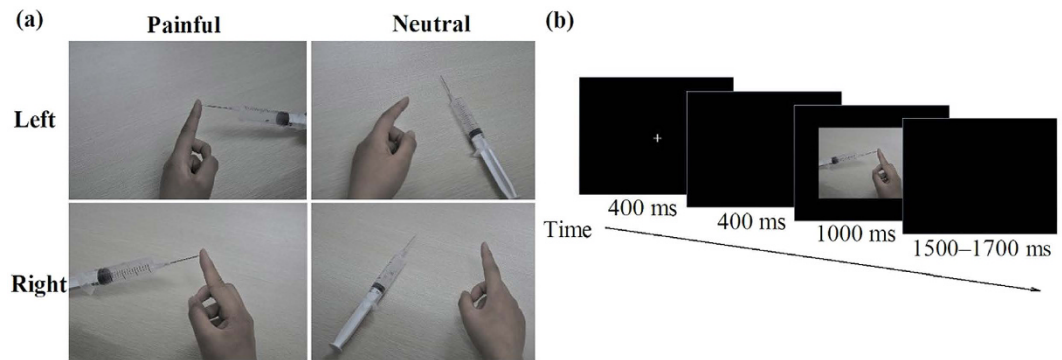 (a)
Painful
Neutral
Left
Right
(b)
400 ms
400 ms
1000 ms
1500–1700 ms
Time